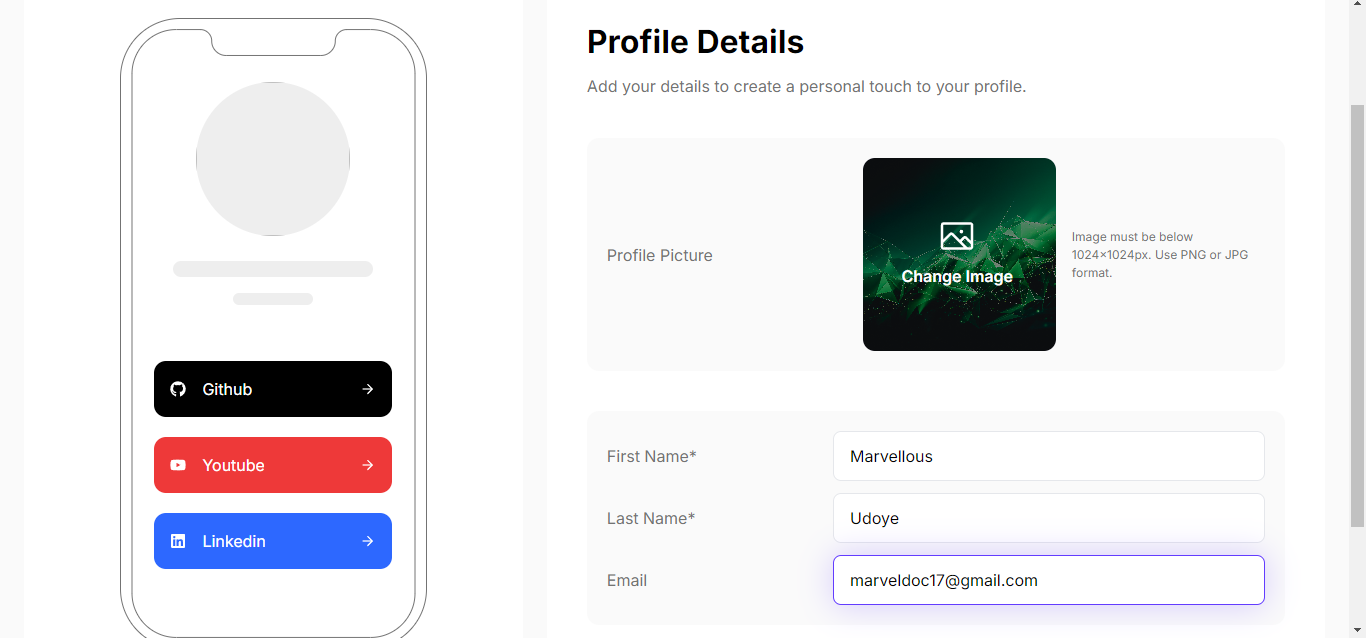 Github
Youtube
Linkedin
Profile Details
Add your details to create a personal touch to your profile.
Profile Picture
Change Image
Image must be below
1024×1024px. Use PNG or JPG
format.
First Name*
Marvellous
Last Name*
Udoye
Email
marveldoc17@gmail.com